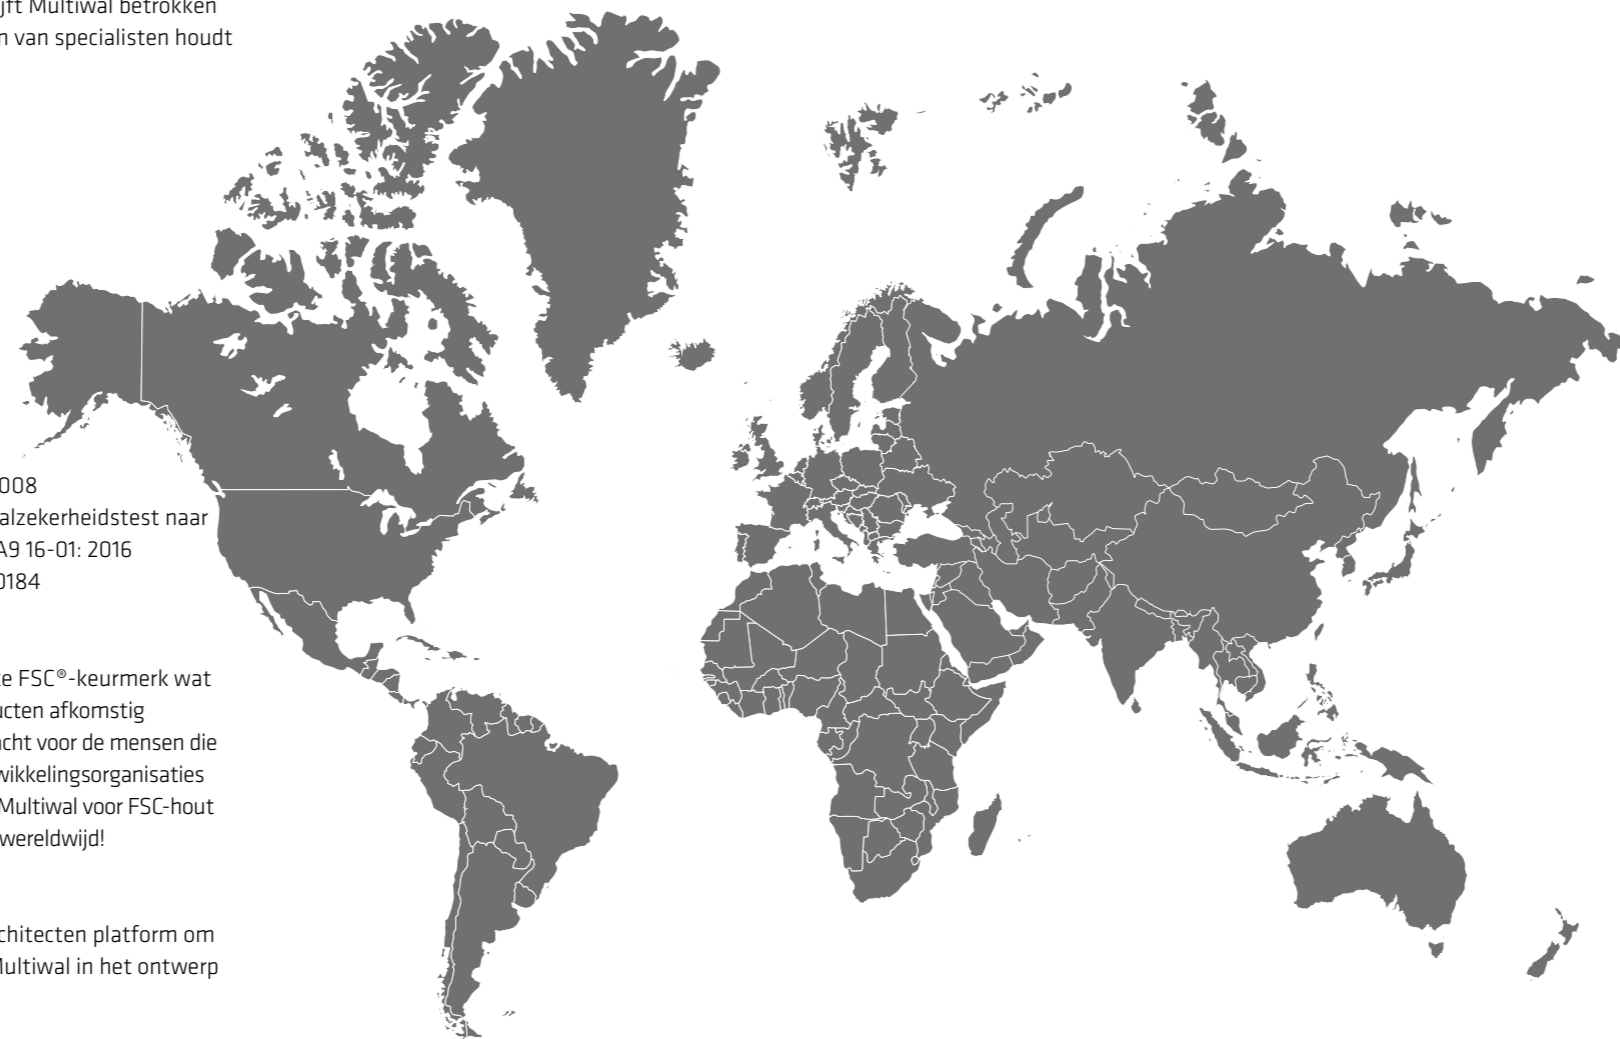 jft Multiwal betrokken
n van specialisten houdt
008
alzekerheidstest naar
A9 16-01: 2016
0184
te FSC®-keurmerk wat
ucten afkomstig
acht voor de mensen die
wikkelingsorganisaties
Multiwal voor FSC-hout
wereldwijd!
chitecten platform om
Multiwal in het ontwerp